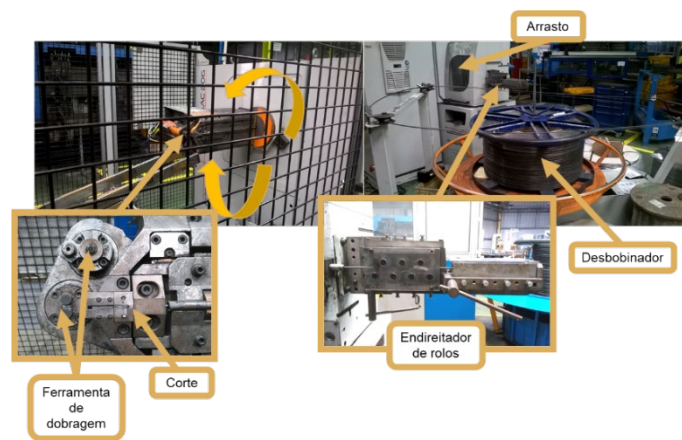 Arrasto
Desbobinador
Endireitador
de rolos
Corte
Ferramenta
de
dobragem